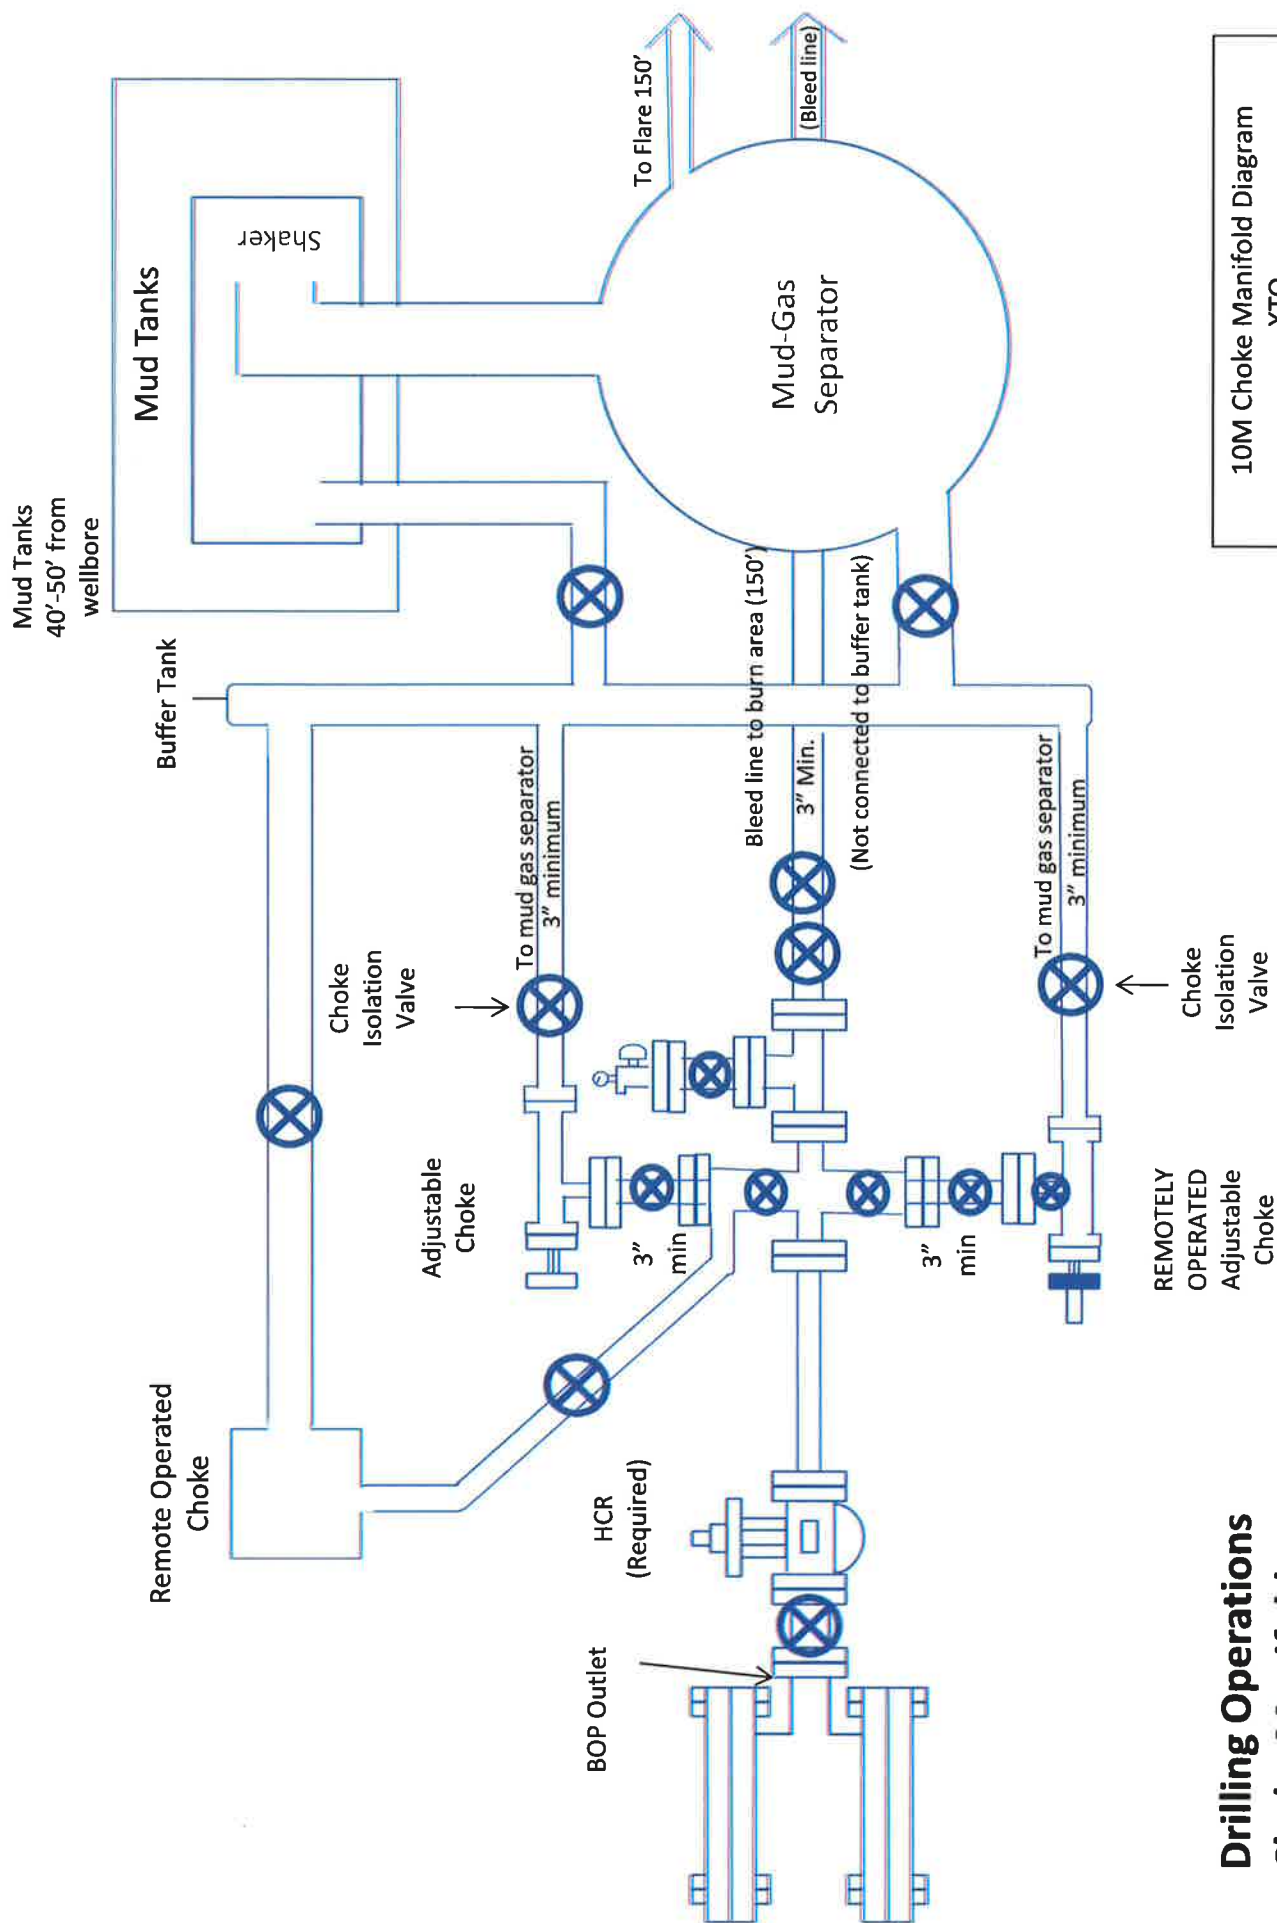 Mud Tanks
40'-50' from
wellbore
Mud Tanks
Buffer Tank
Remote Operated
Choke
Shaker
Choke
Isolation
Valve
Adjustable
Choke
To mud gas separator
3" minimum
To Flare 150'
HCR
(Required)
BOP Outlet
3"
min
Bleed line to burn area (150')
3" Min.
(Not connected to buffer tank)
Mud-Gas
Separator
(Bleed line)
3"
min
To mud gas separator
3" minimum
REMOTELY
OPERATED
Adjustable
Choke
Choke
Isolation
Valve
Drilling Operations
10M Choke Manifold Diagram
XTO